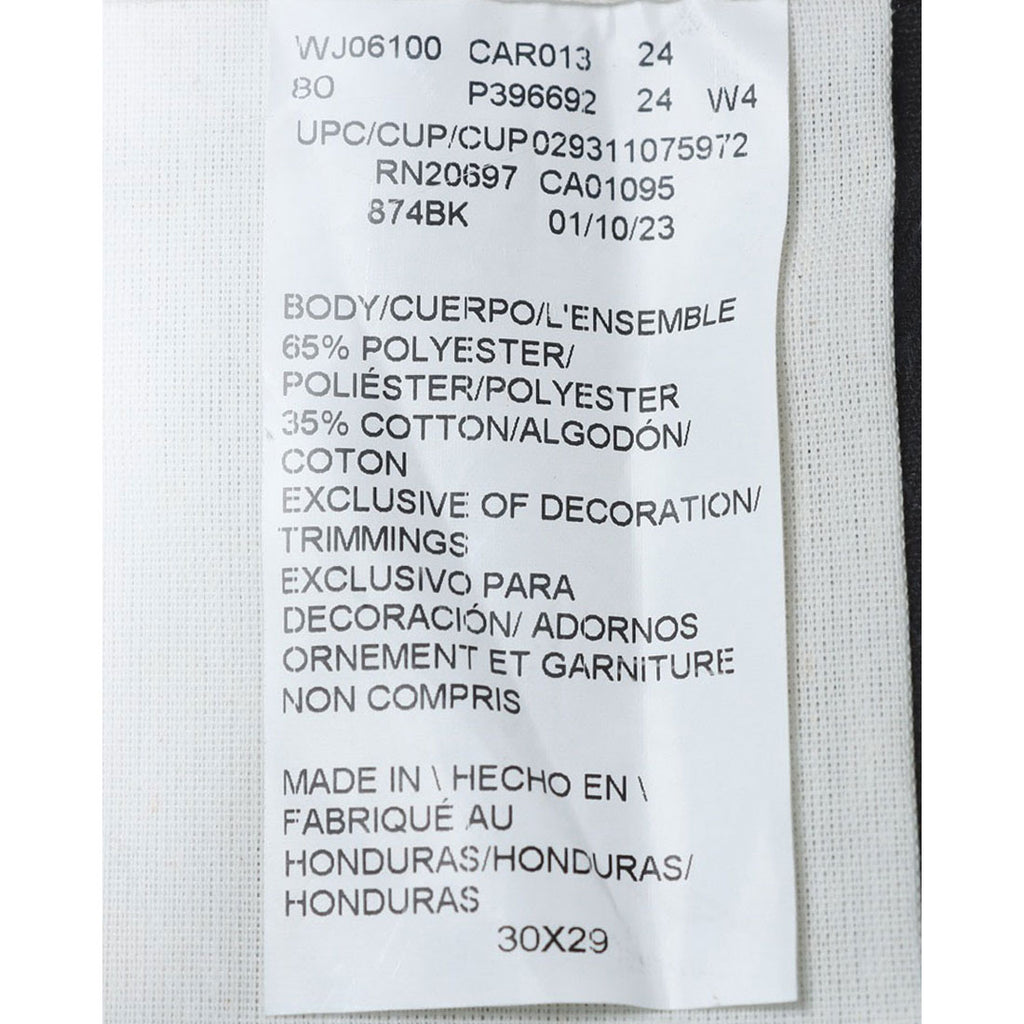 WJ06100 CAR013 24
80 P396692 24 W4
UPC/CUP/CUP029311075972
RN20697 CA01095
874BK 01/10/23
BODY/CUERPO/L'ENSEMBLE
65% POLYESTER/
POLIÉSTER/POLYESTER
35% COTTON/ALGODÓN/
COTON
EXCLUSIVE OF DECORATION/
TRIMMINGS
EXCLUSIVO PARA
DECORACIÓN/ ADORNOS
ORNEMENT ET GARNITURE
NON COMPRIS
MADE IN \ HECHO EN \
FABRIQUÉ AU
HONDURAS/HONDURAS/
HONDURAS
30X29